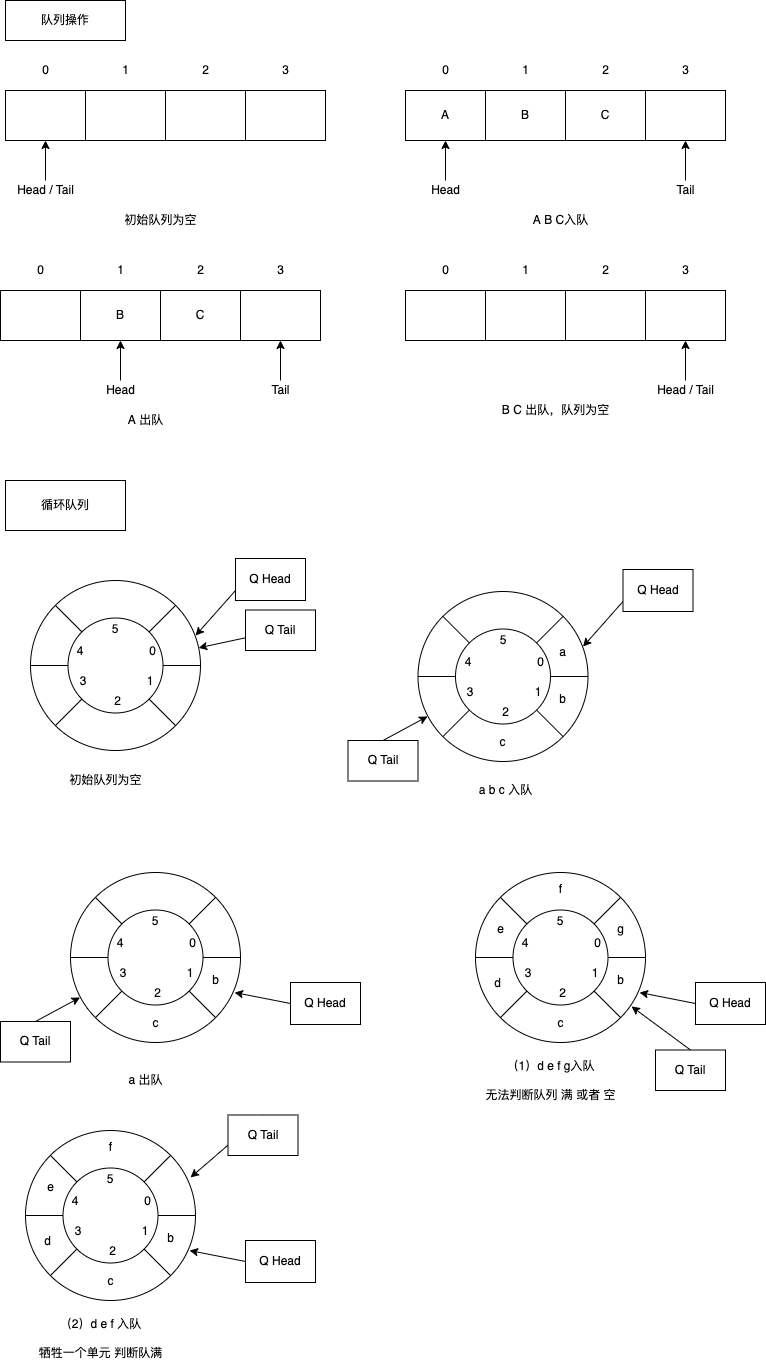 队列操作
0 1 2 3
0 1 2 3
A B C
Head / Tail
Head
Tail
初始队列为空
A B C入队
0 1 2 3
0 1 2 3
B C
Head
Tail
Head / Tail
A 出队
B C 出队，队列为空
循环队列
Q Head
Q Tail
5
4 0
3 1
2
初始队列为空
Q Head
5
4 0 a
3 1 b
2
c
Q Tail
a b c 入队
5
4 0
3 1 b
2
c
Q Head
Q Tail
a 出队
f
5
e 4 0 g
d 3 1 b
2
c
Q Head
Q Tail
（1）d e f g入队
无法判断队列 满 或者 空
f
5
e 4 0
d 3 1 b
2
c
Q Tail
Q Head
（2）d e f 入队
牺牲一个单元 判断队满